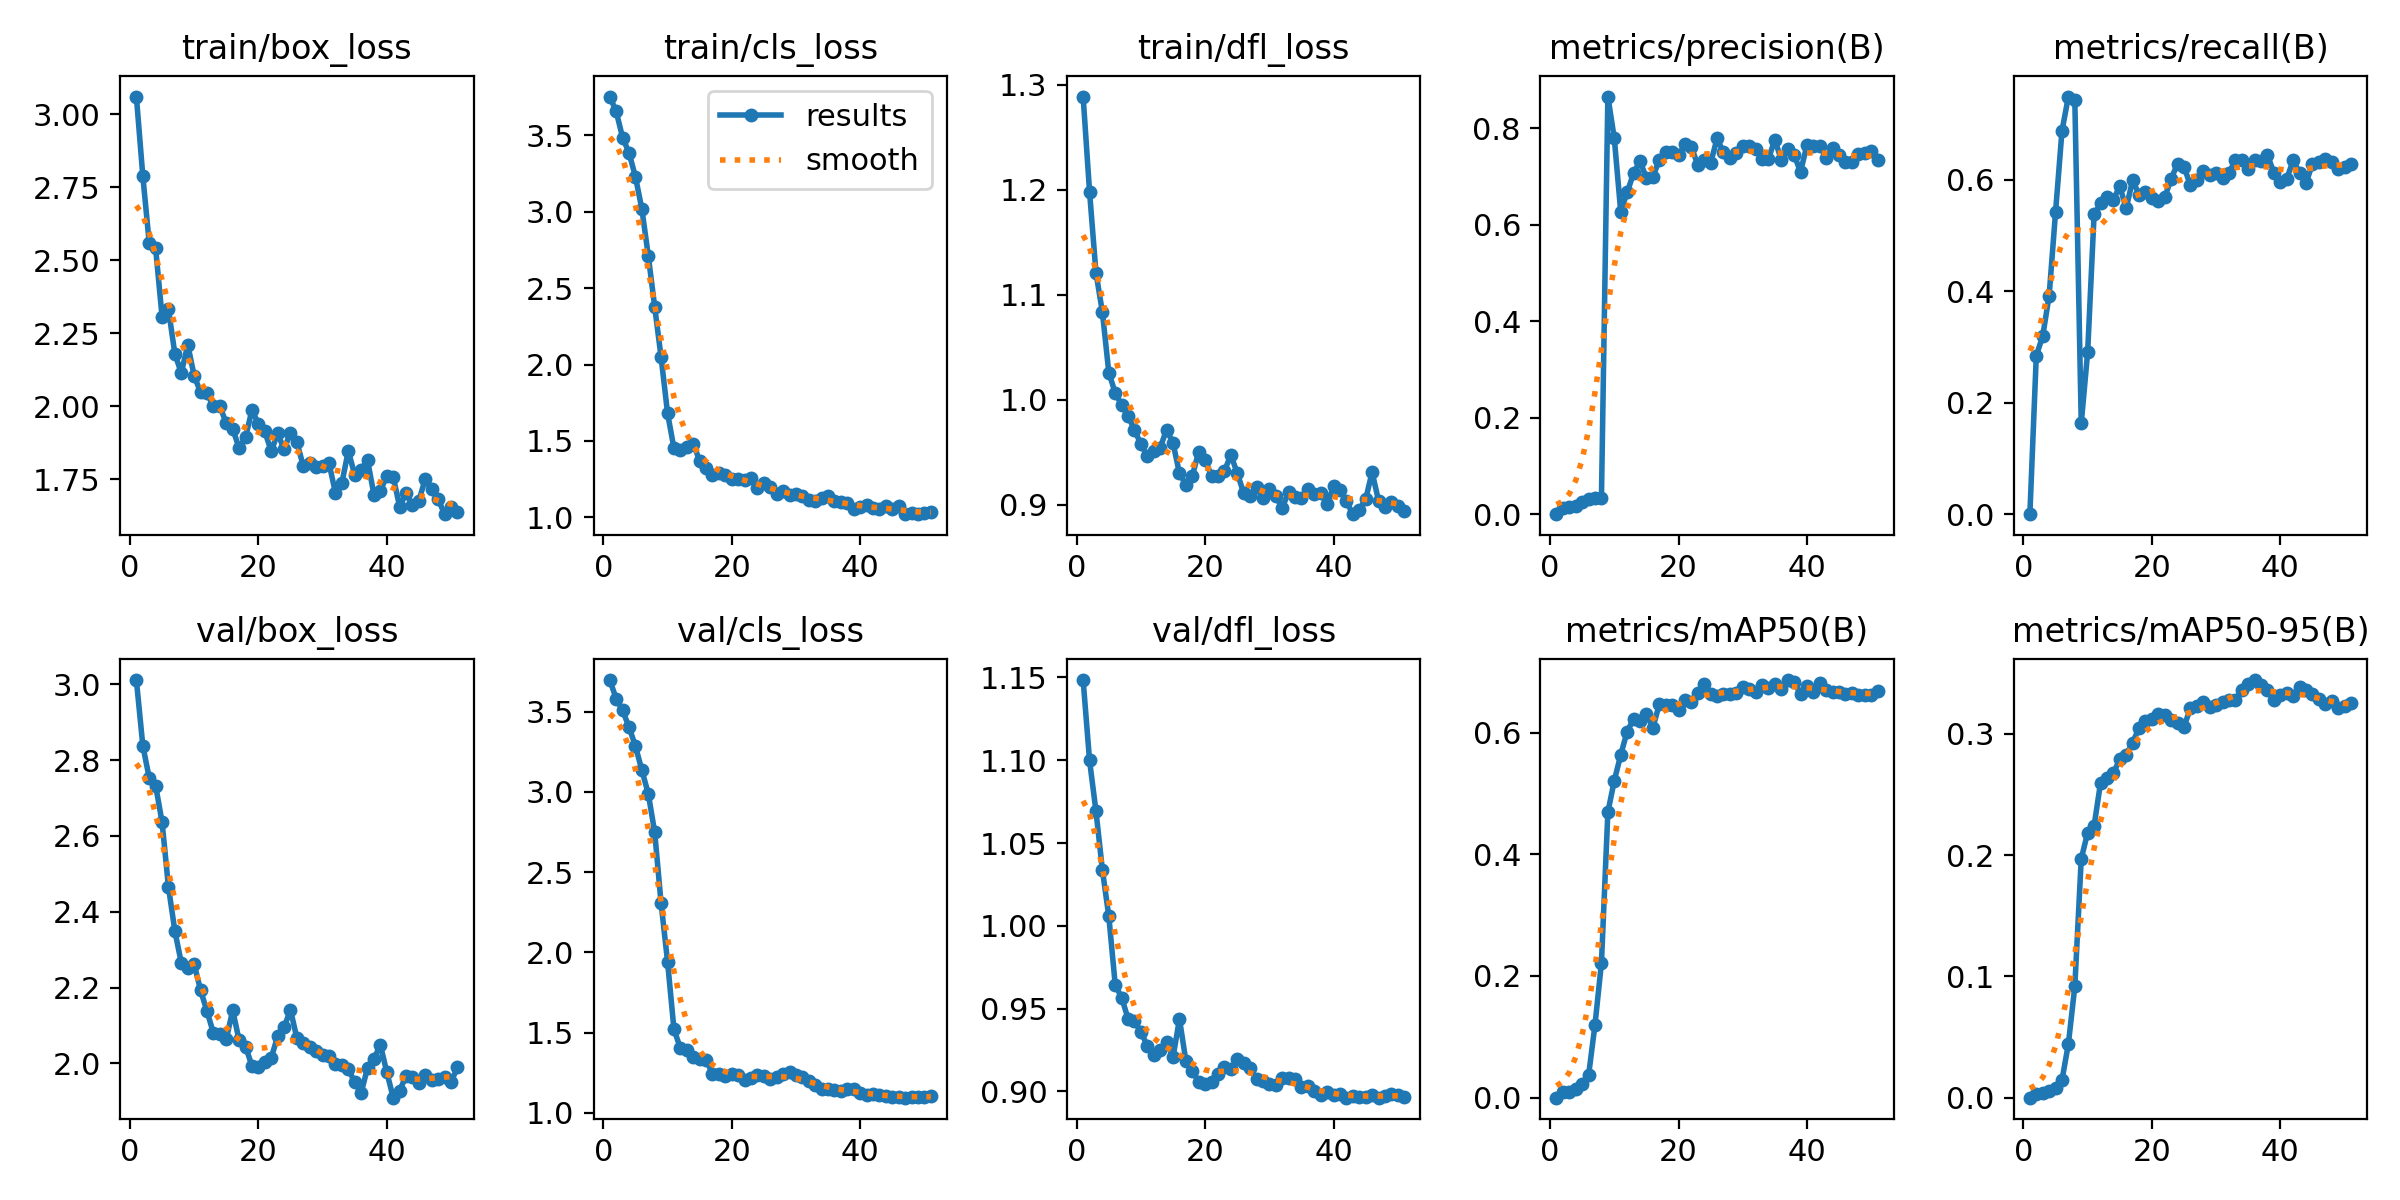 train/box_loss
train/cls_loss
train/dfl_loss
metrics/precision(B)
metrics/recall(B)
3.00
2.75
2.50
2.25
2.00
1.75
0 20 40
results
smooth
3.5
3.0
2.5
2.0
1.5
1.0
0 20 40
1.3
1.2
1.1
1.0
0.9
0 20 40
0.8
0.6
0.4
0.2
0.0
0 20 40
0.6
0.4
0.2
0.0
0 20 40
val/box_loss
val/cls_loss
val/dfl_loss
metrics/mAP50(B)
metrics/mAP50-95(B)
3.0
2.8
2.6
2.4
2.2
2.0
0 20 40
3.5
3.0
2.5
2.0
1.5
1.0
0 20 40
1.15
1.10
1.05
1.00
0.95
0.90
0 20 40
0.6
0.4
0.2
0.0
0 20 40
0.3
0.2
0.1
0.0
0 20 40